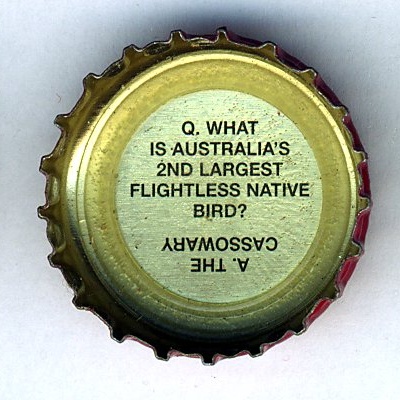 Q. WHAT
IS AUSTRALIA'S
2ND LARGEST
FLIGHTLESS NATIVE
BIRD?
A. THE
CASSOWARY